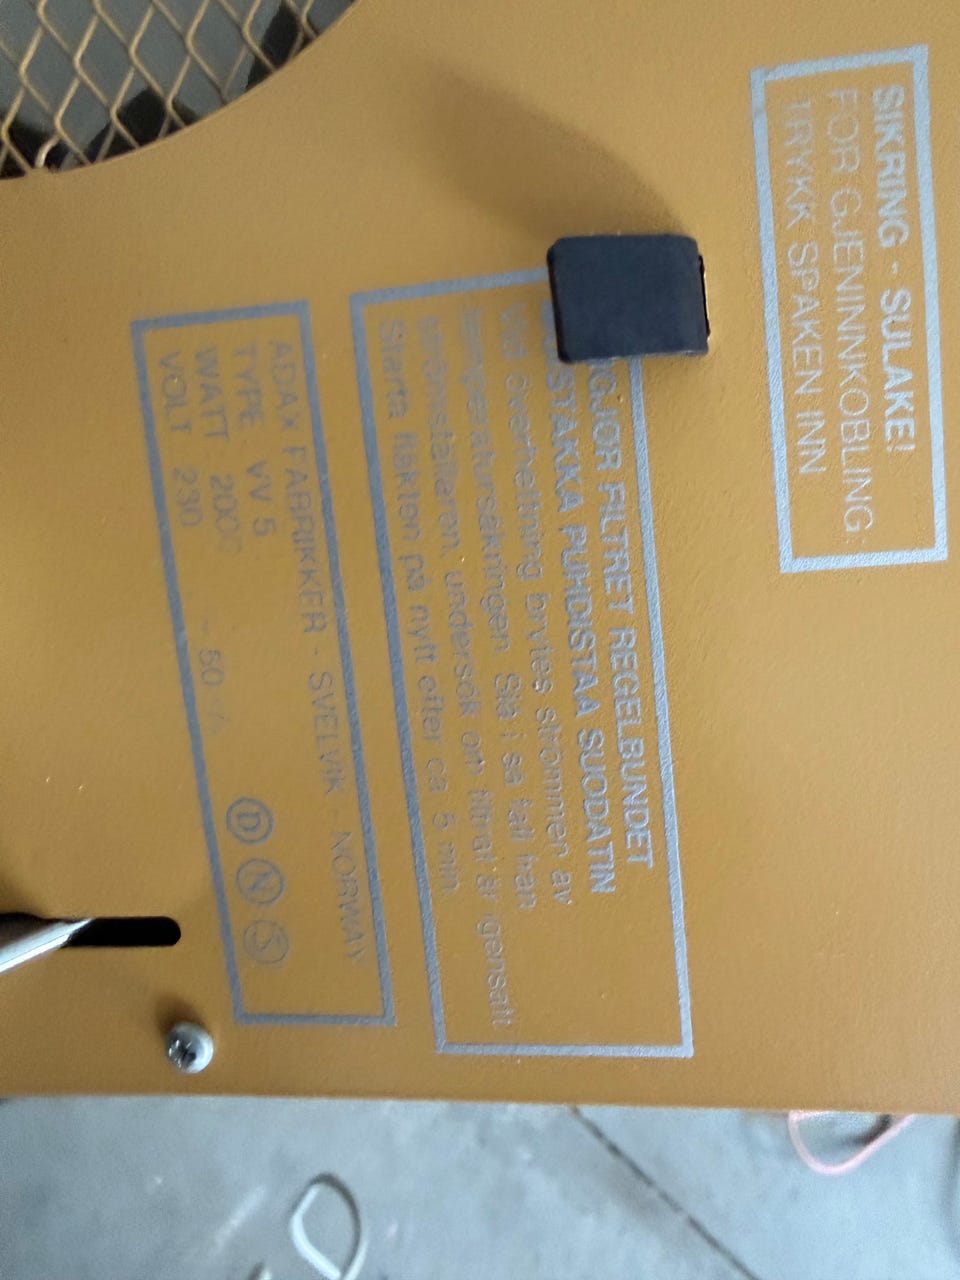 SIKRING - SULAKE!
FOR GJENINNKOBLING:
TRYKK SPAKEN INN
GJØR FILTRET REGELBUNDET
PUHDISTAA SUODATIN
Vid överhettning brytes strömmen av
temperatursäkringen Slå i så fall från
strömställaren, undersök om filtret är igensatt
Starta fläkten på nytt efter ca 5 min.
ADAX FABRIKKER - SVELVIK - NORWAY
TYPE VV 5
WATT 2000 ~ 50
VOLT 230
D N S